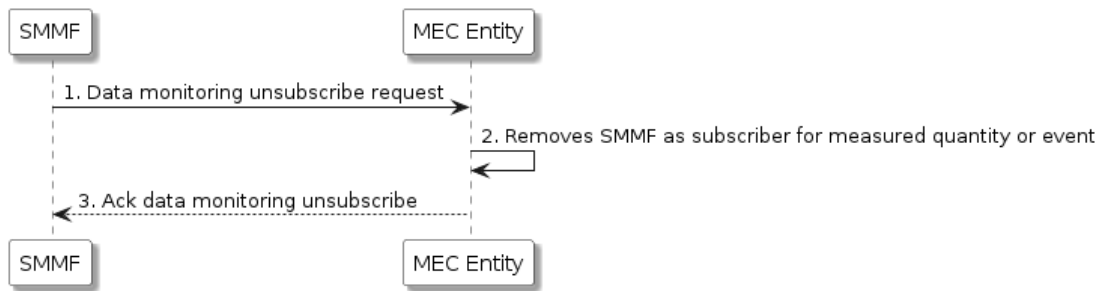 SMMF
MEC Entity
1. Data monitoring unsubscribe request
2. Removes SMMF as subscriber for measured quantity or event
3. Ack data monitoring unsubscribe
SMMF
MEC Entity